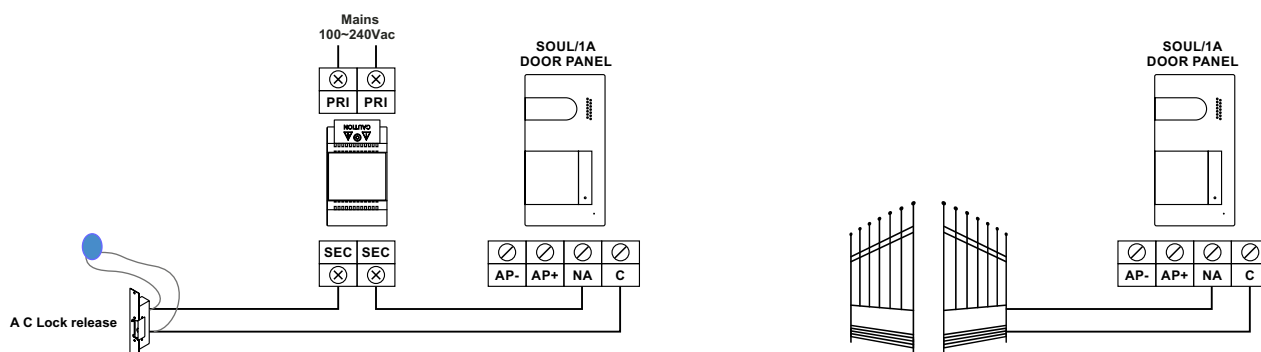 Mains
100~240Vac
PRI PRI
CAUTION
SEC SEC
A C Lock release
SOUL/1A
DOOR PANEL
AP- AP+ NA C
SOUL/1A
DOOR PANEL
AP- AP+ NA C